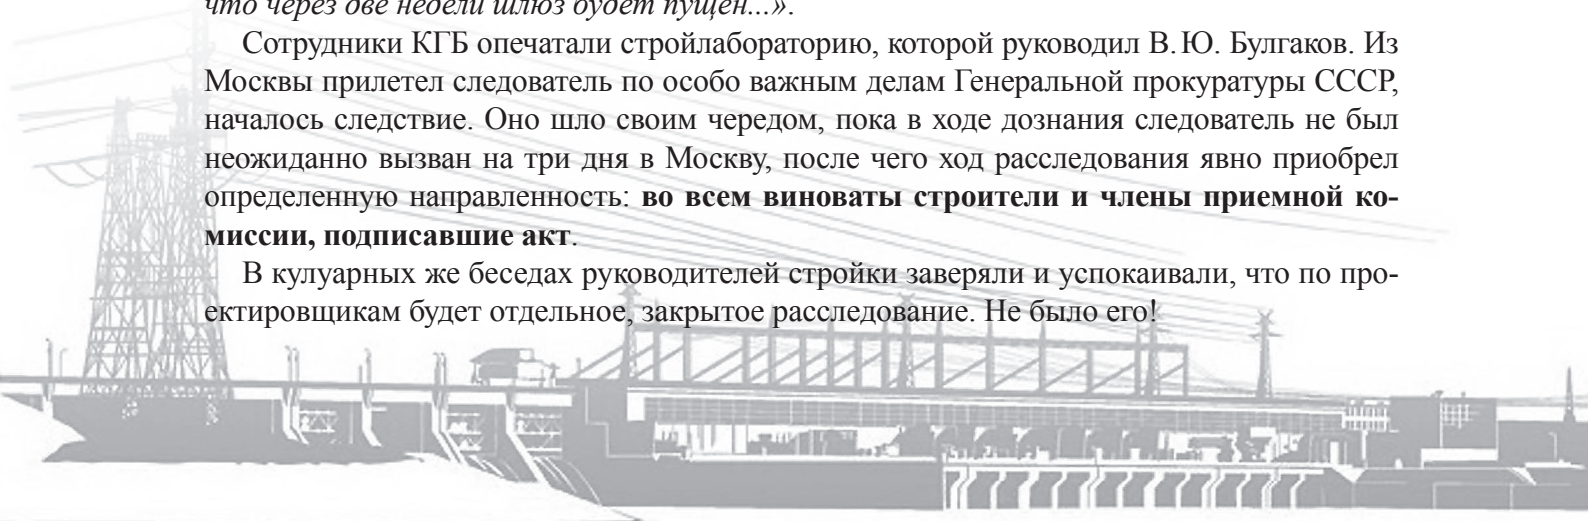 что через две недели шлюз будет пущен...».
Сотрудники КГБ опечатали стройлабораторию, которой руководил В. Ю. Булгаков. Из
Москвы прилетел следователь по особо важным делам Генеральной прокуратуры СССР,
началось следствие. Оно шло своим чередом, пока в ходе дознания следователь не был
неожиданно вызван на три дня в Москву, после чего ход расследования явно приобрел
определенную направленность: во всем виноваты строители и члены приемной ко-
миссии, подписавшие акт.
В кулуарных же беседах руководителей стройки заверяли и успокаивали, что по про-
ектировщикам будет отдельное, закрытое расследование. Не было его!